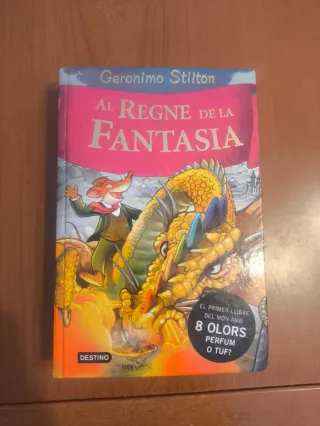 Geronimo Stilton
AL REGNE DE LA
FANTASIA
EL PRIMER LLIBRE
DEL MÓN AMB
8 OLORS
PERFUM
O TUF?
DESTINO